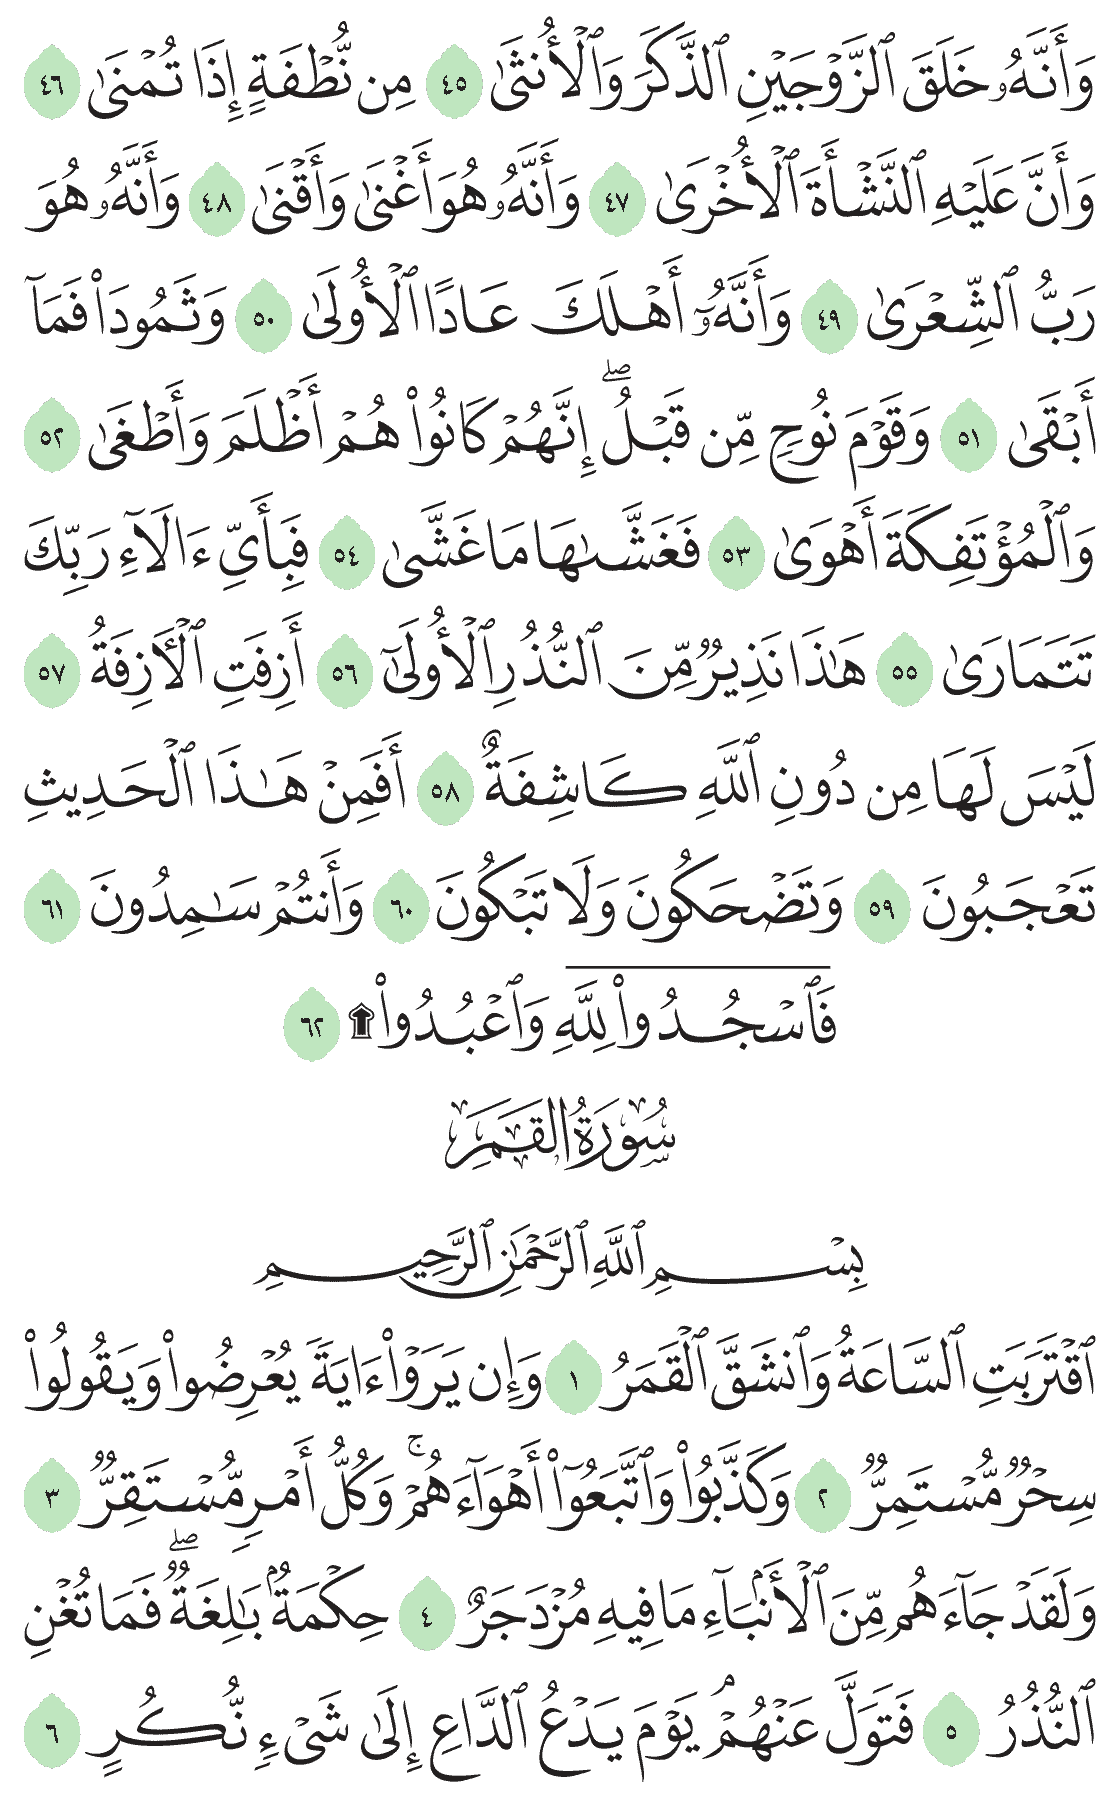 وَأَنَّهُۥ خَلَقَ ٱلزَّوْجَيْنِ ٱلذَّكَرَ وَٱلْأُنثَىٰ ٤٥ مِن نُّطْفَةٍ إِذَا تُمْنَىٰ ٤٦
وَأَنَّ عَلَيْهِ ٱلنَّشْأَةَ ٱلْأُخْرَىٰ ٤٧ وَأَنَّهُۥ هُوَ أَغْنَىٰ وَأَقْنَىٰ ٤٨ وَأَنَّهُۥ هُوَ
رَبُّ ٱلشِّعْرَىٰ ٤٩ وَأَنَّهُۥٓ أَهْلَكَ عَادًا ٱلْأُولَىٰ ٥٠ وَثَمُودَا۟ فَمَآ
أَبْقَىٰ ٥١ وَقَوْمَ نُوحٍ مِّن قَبْلُ ۖ إِنَّهُمْ كَانُوا۟ هُمْ أَظْلَمَ وَأَطْغَىٰ ٥٢
وَٱلْمُؤْتَفِكَةَ أَهْوَىٰ ٥٣ فَغَشَّىٰهَا مَا غَشَّىٰ ٥٤ فَبِأَىِّ ءَالَآءِ رَبِّكَ
تَتَمَارَىٰ ٥٥ هَٰذَا نَذِيرٌ مِّنَ ٱلنُّذُرِ ٱلْأُولَىٰٓ ٥٦ أَزِفَتِ ٱلْـَٔازِفَةُ ٥٧
لَيْسَ لَهَا مِن دُونِ ٱللَّهِ كَاشِفَةٌ ٥٨ أَفَمِنْ هَٰذَا ٱلْحَدِيثِ
تَعْجَبُونَ ٥٩ وَتَضْحَكُونَ وَلَا تَبْكُونَ ٦٠ وَأَنتُمْ سَٰمِدُونَ ٦١
فَٱسْجُدُوا۟ لِلَّهِ وَٱعْبُدُوا۟ ۩ ٦٢
سُورَةُ القَمَرِ
بِسْمِ ٱللَّهِ ٱلرَّحْمَٰنِ ٱلرَّحِيمِ
ٱقْتَرَبَتِ ٱلسَّاعَةُ وَٱنشَقَّ ٱلْقَمَرُ ١ وَإِن يَرَوْا۟ ءَايَةً يُعْرِضُوا۟ وَيَقُولُوا۟
سِحْرٌ مُّسْتَمِرٌّ ٢ وَكَذَّبُوا۟ وَٱتَّبَعُوٓا۟ أَهْوَآءَهُمْ ۚ وَكُلُّ أَمْرٍ مُّسْتَقِرٌّ ٣
وَلَقَدْ جَآءَهُم مِّنَ ٱلْأَنۢبَآءِ مَا فِيهِ مُزْدَجَرٌ ٤ حِكْمَةٌۢ بَٰلِغَةٌ ۖ فَمَا تُغْنِ
ٱلنُّذُرُ ٥ فَتَوَلَّ عَنْهُمْ ۘ يَوْمَ يَدْعُ ٱلدَّاعِ إِلَىٰ شَىْءٍ نُّكُرٍ ٦